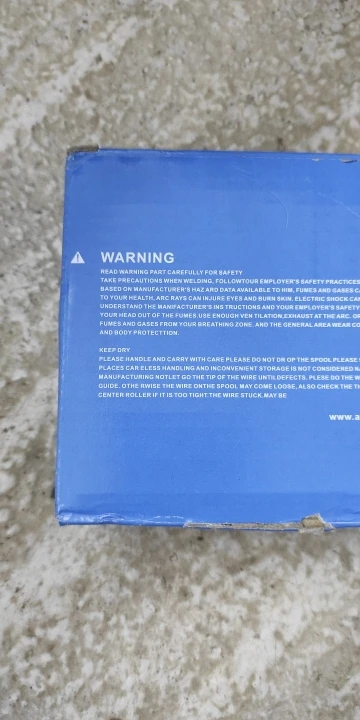 WARNING
READ WARNING PART CAREFULLY FOR SAFETY
TAKE PRECAUTIONS WHEN WELDING, FOLLOWTOUR EMPLOYER'S SAFETY PRACTICES
BASED ON MANUFACTURER'S HAZARD DATA AVAILABLE TO HIM, FUMES AND GASES
TO YOUR HEALTH, ARC RAYS CAN INJURE EYES AND BURN SKIN. ELECTRIC SHOCK
UNDERSTAND THE MANIFARTURER'S INS TRUCTIONS AND YOUR EMPLOYER'S SAFETY
YOUR HEAD OUT OF THE FUMES.USE ENOUGH VEN TILATION,EXHAUST AT THE ARC. OR
FUMES AND GASES FROM YOUR BREATHING ZONE. AND THE GENERAL AREA WEAR
AND BODY PROTECTTION.
KEEP DRY
PLEASE HANDLE AND CARRY WITH CARE PLEASE DO NOT DR OP THE SPOOL PLEASE
PLACES CAR ELESS HANDLING AND INCONVENIENT STORAGE IS NOT CONSIDERED
MANUFACTURING NOTLET GO THE TIP OF THE WIRE UNTILDEFECTS. PLESE DO THE
GUIDE. OTHE RWISE THE WIRE ONTHE SPOOL MAY COME LOOSE, ALSO CHECK THE
CENTER ROLLER IF IT IS TOO TIGHT.THE WIRE STUCK.MAY BE
www.a